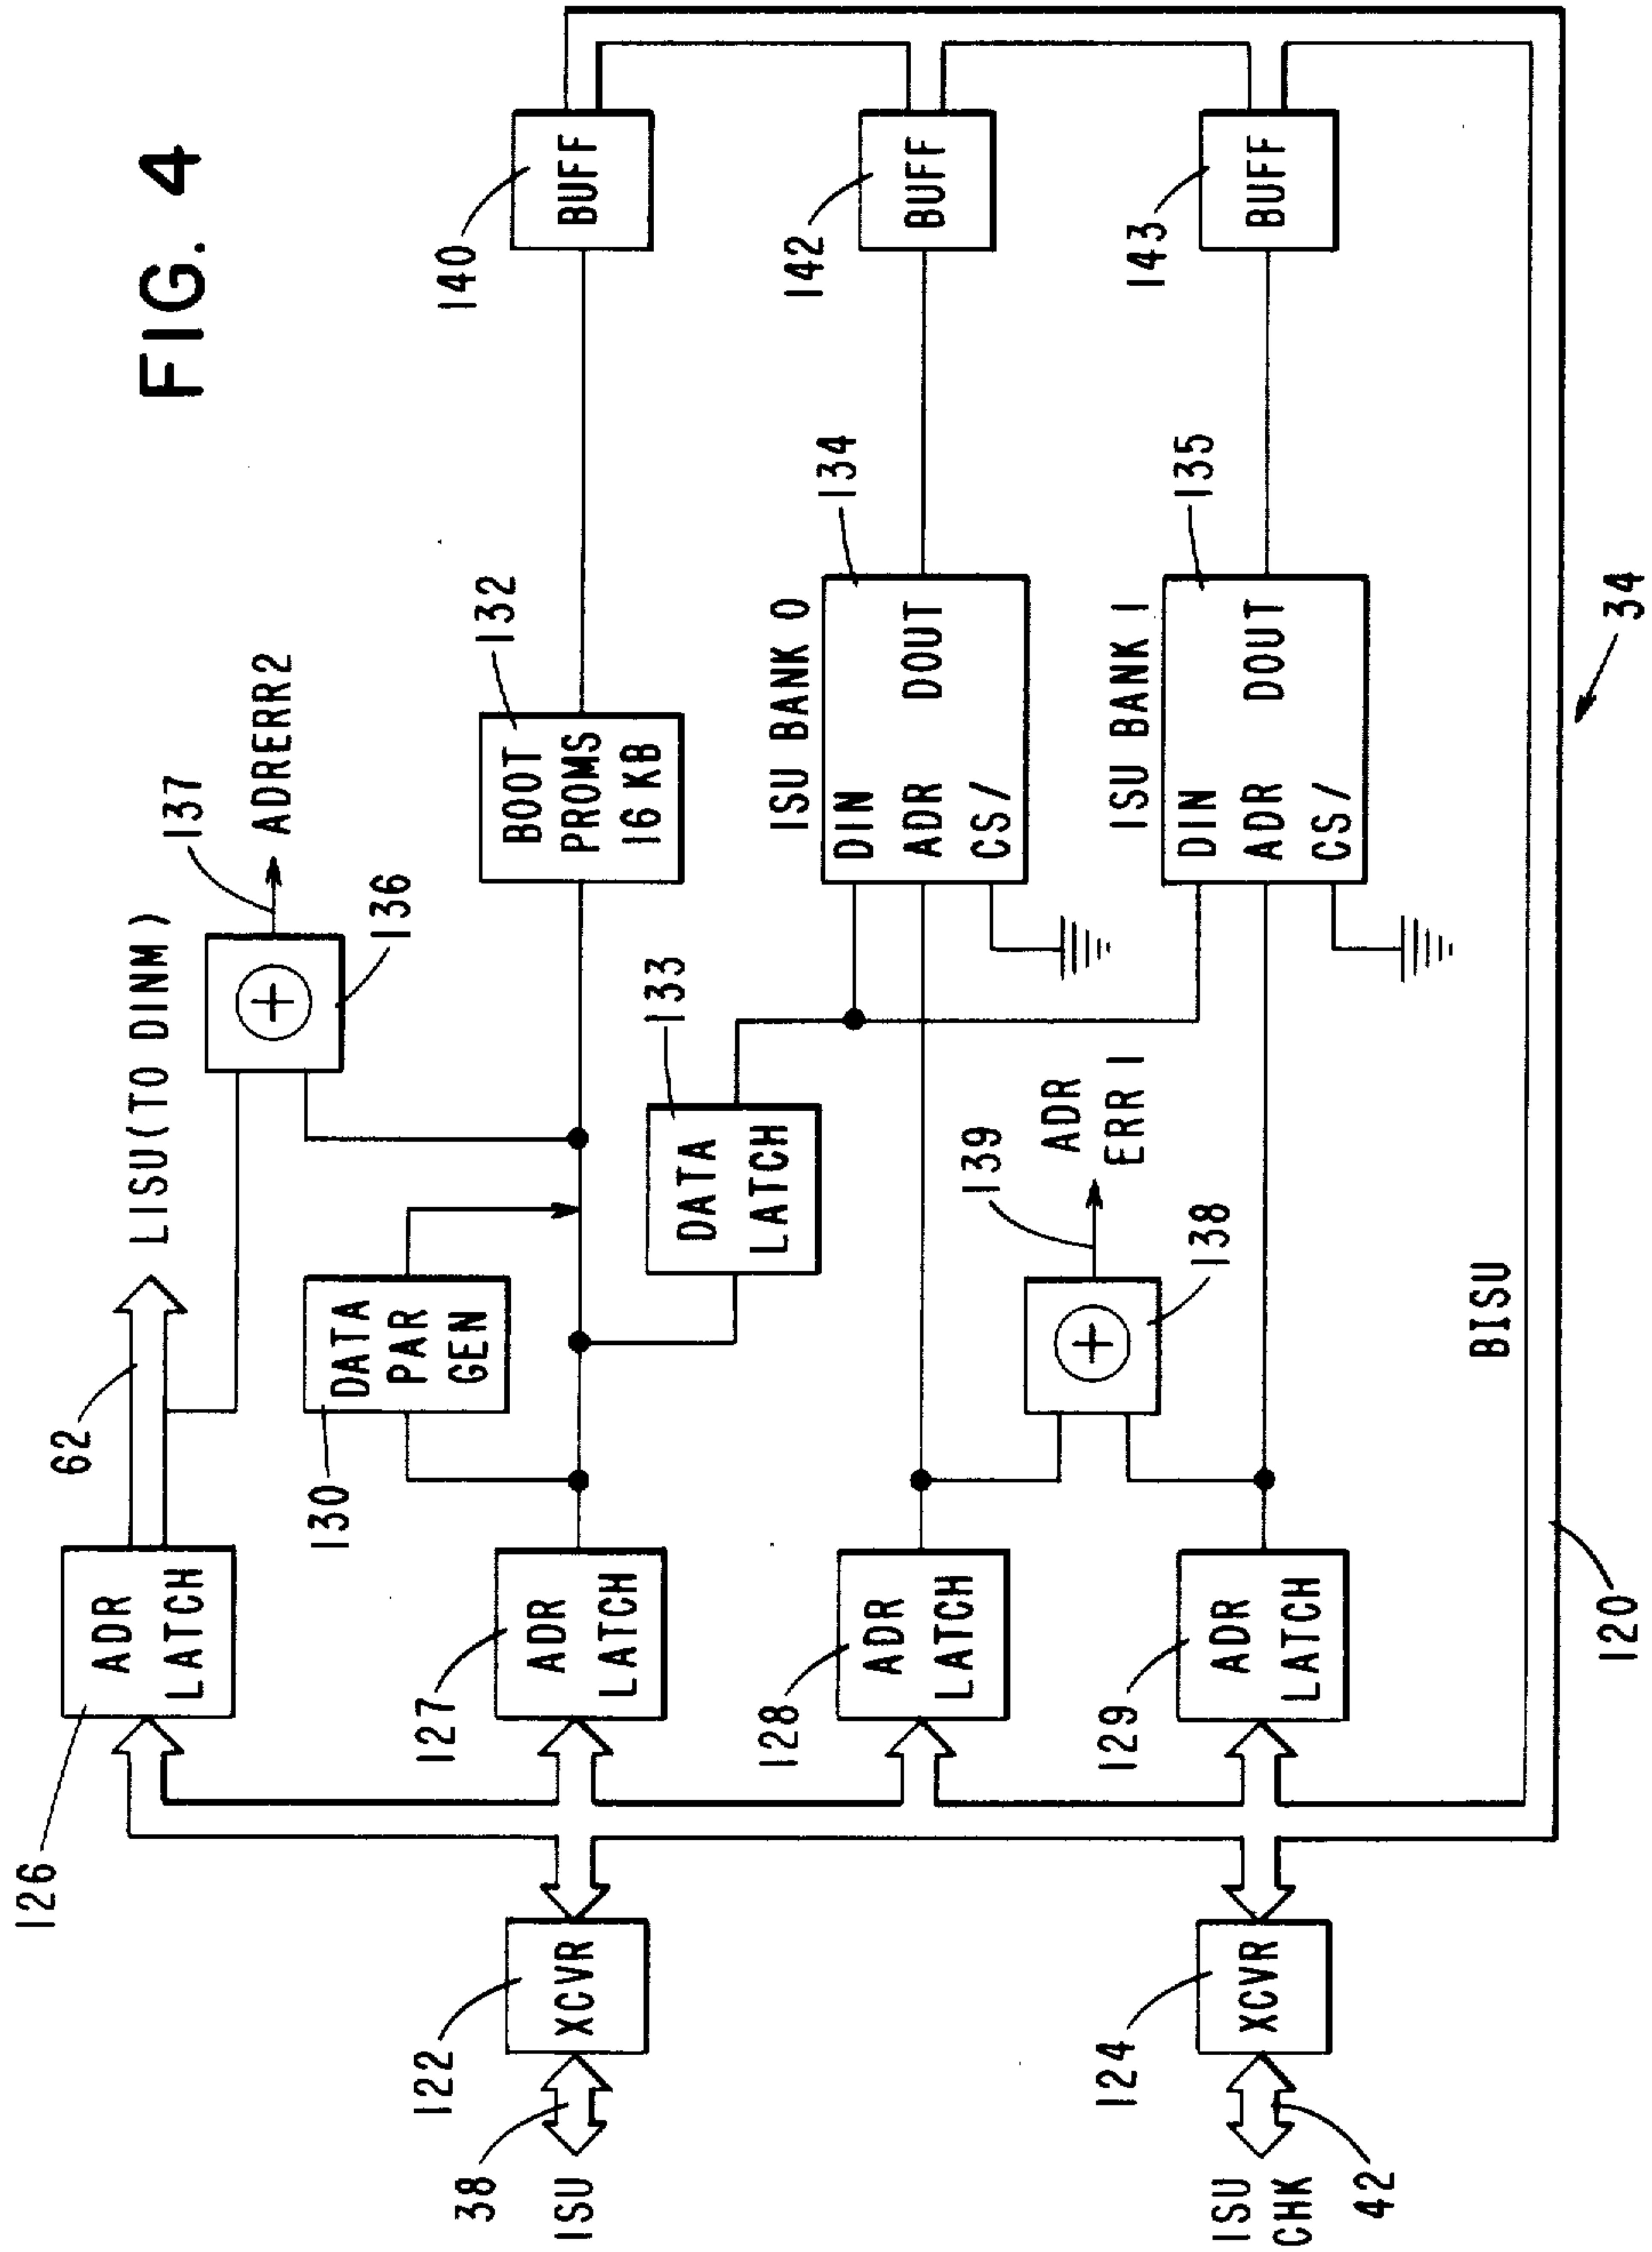 FIG. 4
LISU(TO DINM)
62
126
ADR
LATCH
137
ADRERR2
136
130
DATA
PAR
GEN
132
BOOT
PROMS
16 KB
140
BUFF
38
ISU
122
XCVR
127
ADR
LATCH
133
DATA
LATCH
ISU BANK 0
134
DIN
ADR DOUT
CS/
142
BUFF
128
ADR
LATCH
139
ADR
ERR 1
138
ISU BANK 1
135
DIN
ADR DOUT
CS/
143
BUFF
ISU
CHK
42
124
XCVR
129
ADR
LATCH
BISU
120
34